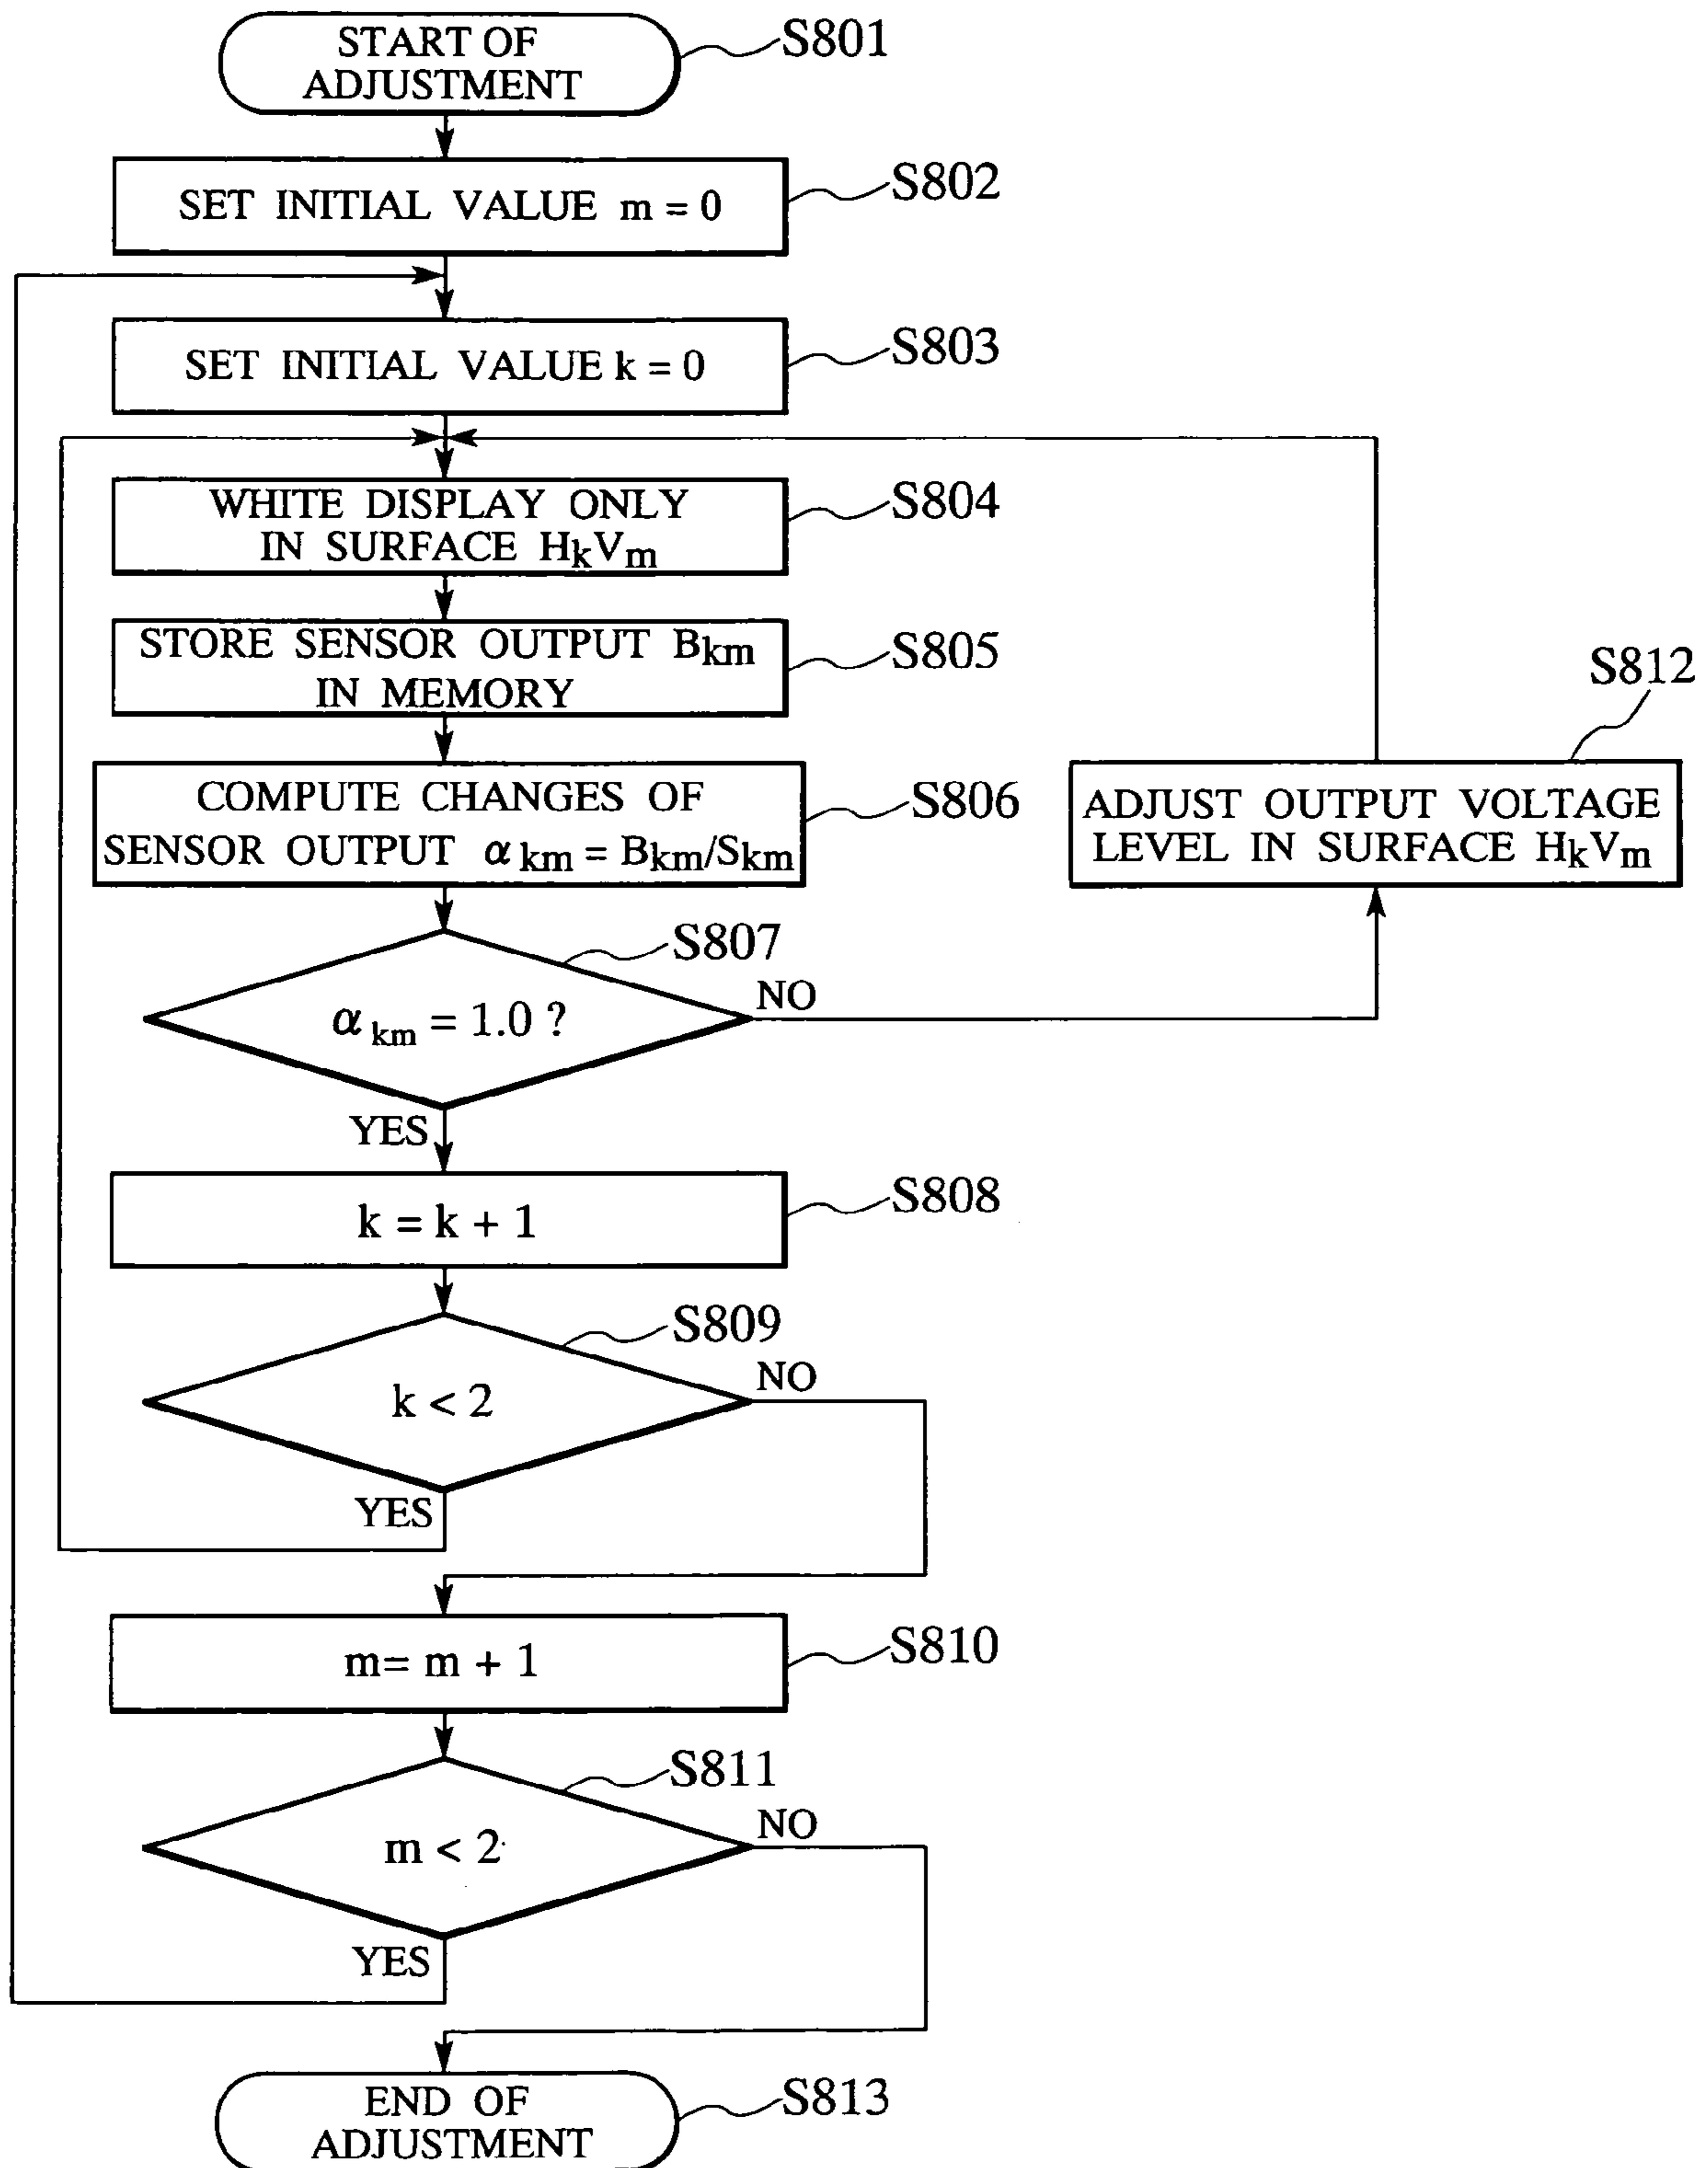 START OF
ADJUSTMENT
S801
SET INITIAL VALUE m = 0
S802
SET INITIAL VALUE k = 0
S803
WHITE DISPLAY ONLY
IN SURFACE HkVm
S804
STORE SENSOR OUTPUT Bkm
IN MEMORY
S805
COMPUTE CHANGES OF
SENSOR OUTPUT αkm = Bkm/Skm
S806
S812
ADJUST OUTPUT VOLTAGE
LEVEL IN SURFACE HkVm
S807
αkm = 1.0 ?
NO
YES
k = k + 1
S808
S809
k < 2
NO
YES
m= m + 1
S810
S811
m < 2
NO
YES
END OF
ADJUSTMENT
S813